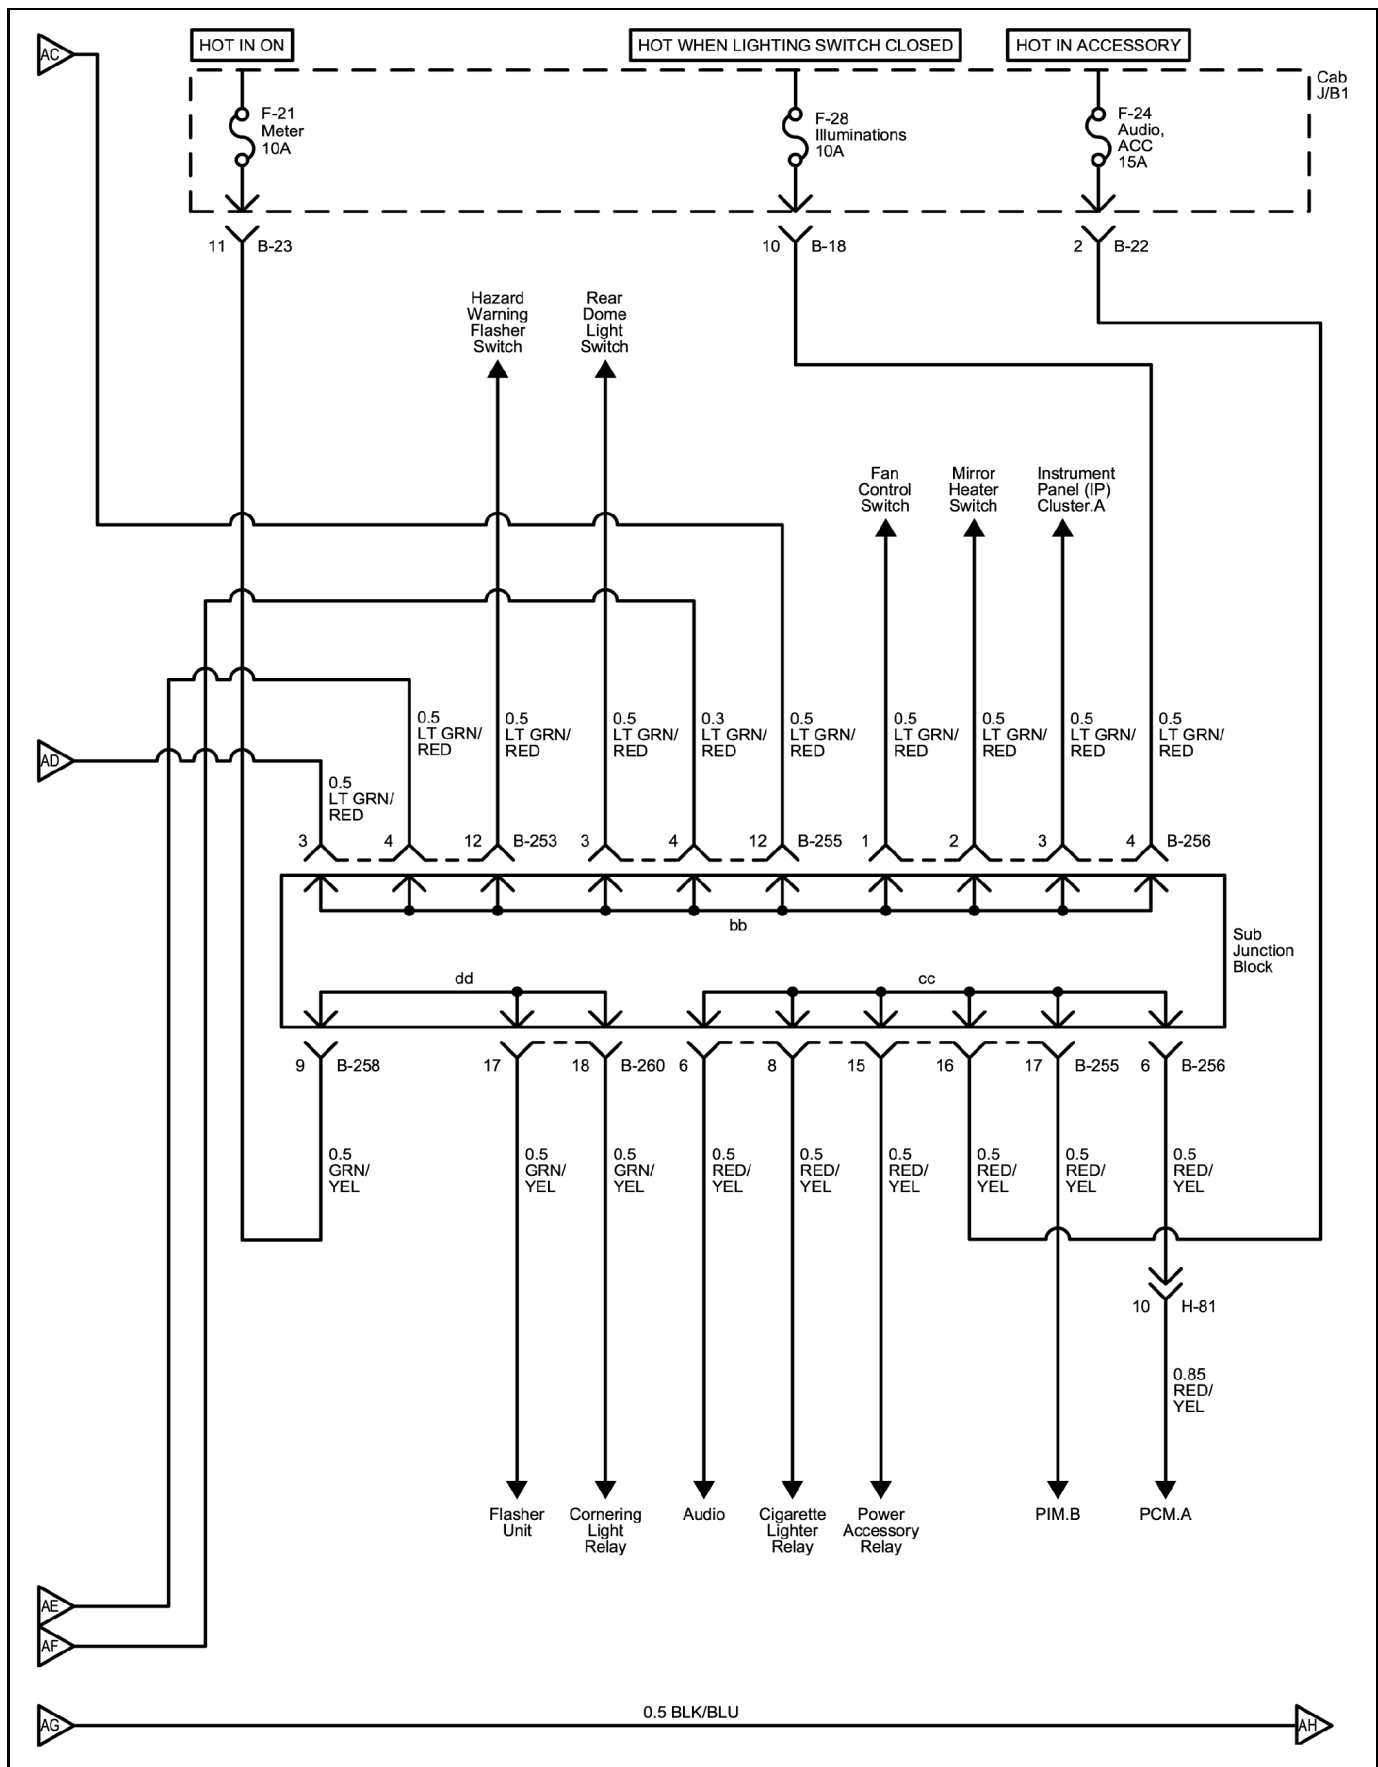 AC
HOT IN ON
HOT WHEN LIGHTING SWITCH CLOSED
HOT IN ACCESSORY
Cab
J/B1
F-21
Meter
10A
F-28
Illuminations
10A
F-24
Audio,
ACC
15A
11 B-23
10 B-18
2 B-22
Hazard
Warning
Flasher
Switch
Rear
Dome
Light
Switch
Fan
Control
Switch
Mirror
Heater
Switch
Instrument
Panel (IP)
Cluster.A
AD
0.5
LT GRN/
RED
0.5
LT GRN/
RED
0.5
LT GRN/
RED
0.5
LT GRN/
RED
0.3
LT GRN/
RED
0.5
LT GRN/
RED
0.5
LT GRN/
RED
0.5
LT GRN/
RED
0.5
LT GRN/
RED
0.5
LT GRN/
RED
3 4 12 B-253 3 4 12 B-255 1 2 3 4 B-256
bb
Sub
Junction
Block
dd
cc
9 B-258 17 18 B-260 6 8 15 16 17 B-255 6 B-256
0.5
GRN/
YEL
0.5
GRN/
YEL
0.5
GRN/
YEL
0.5
RED/
YEL
0.5
RED/
YEL
0.5
RED/
YEL
0.5
RED/
YEL
0.5
RED/
YEL
0.5
RED/
YEL
10 H-81
0.85
RED/
YEL
Flasher
Unit
Cornering
Light
Relay
Audio
Cigarette
Lighter
Relay
Power
Accessory
Relay
PIM.B
PCM.A
AE
AF
AG
0.5 BLK/BLU
AH